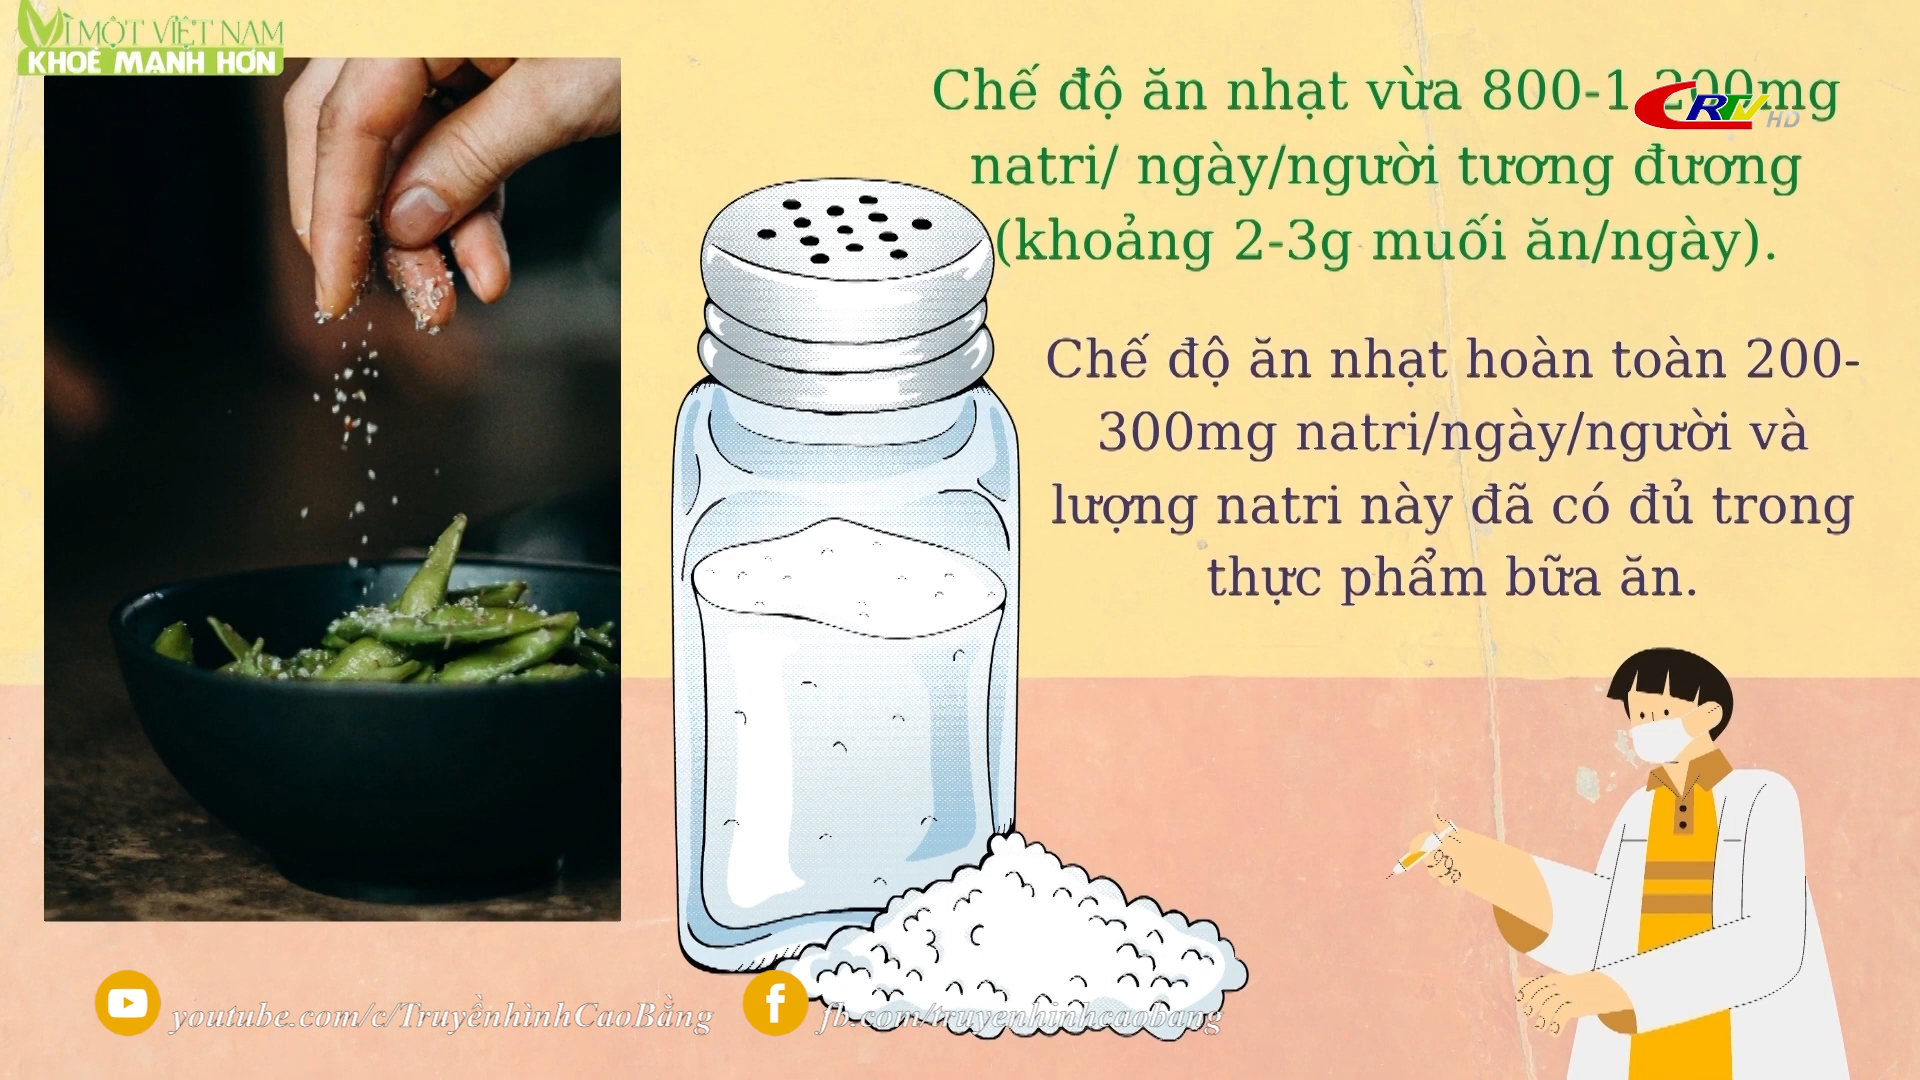 VÌ MỘT VIỆT NAM
KHOẺ MẠNH HƠN
Chế độ ăn nhạt vừa 800-1.200mg
natri/ ngày/người tương đương
(khoảng 2-3g muối ăn/ngày).
CRTV HD
Chế độ ăn nhạt hoàn toàn 200-
300mg natri/ngày/người và
lượng natri này đã có đủ trong
thực phẩm bữa ăn.
youtube.com/c/TruyềnhìnhCaoBằng
fb.com/truyenhinhcaobang